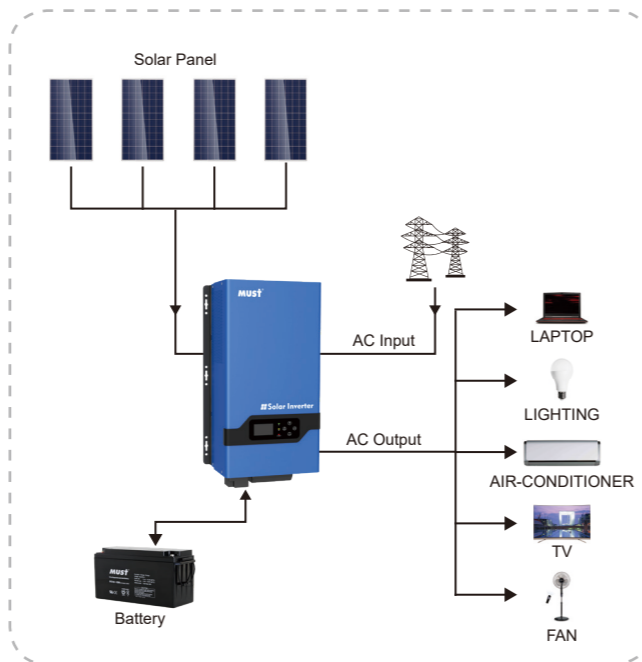 Solar Panel
MUST
AC Input
LAPTOP
Solar Inverter
LIGHTING
AC Output
AIR-CONDITIONER
TV
MUST
Battery
FAN